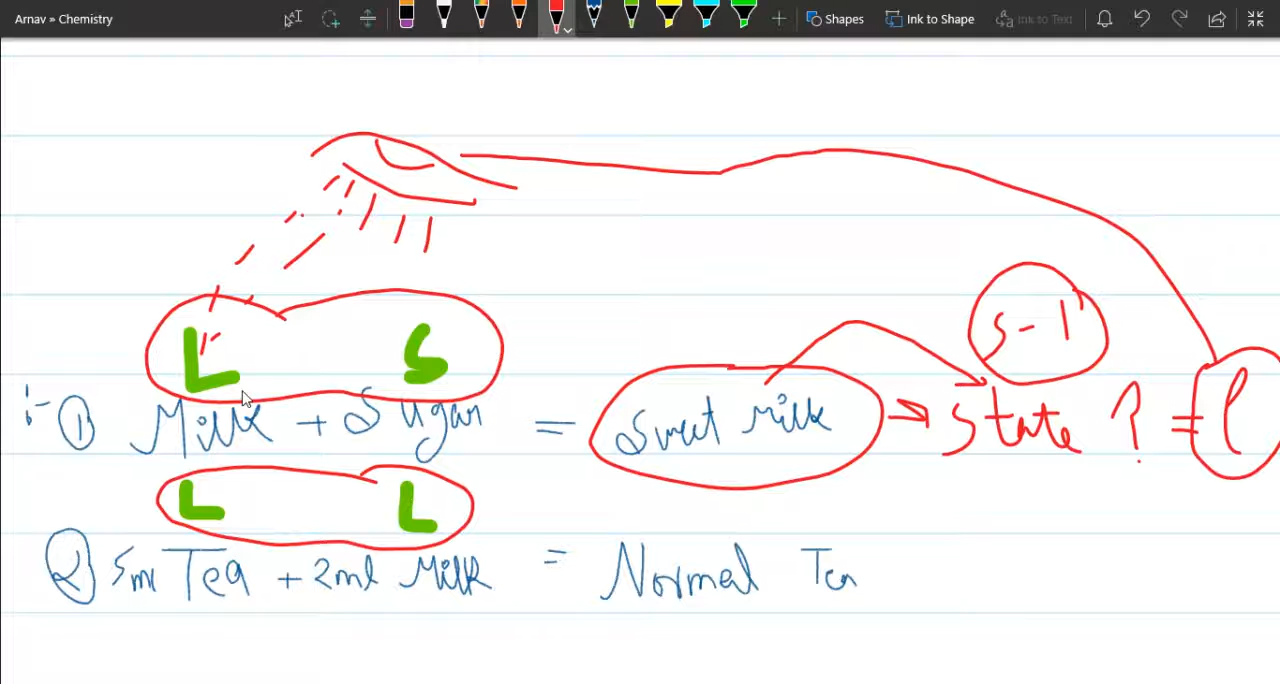 Arnav » Chemistry
Shapes
Ink to Shape
Ink to Text
S-1
L S
① Milk + Sugar = Sweet Milk → State ? = l
L L
② 5ml Tea + 2ml Milk = Normal Tea